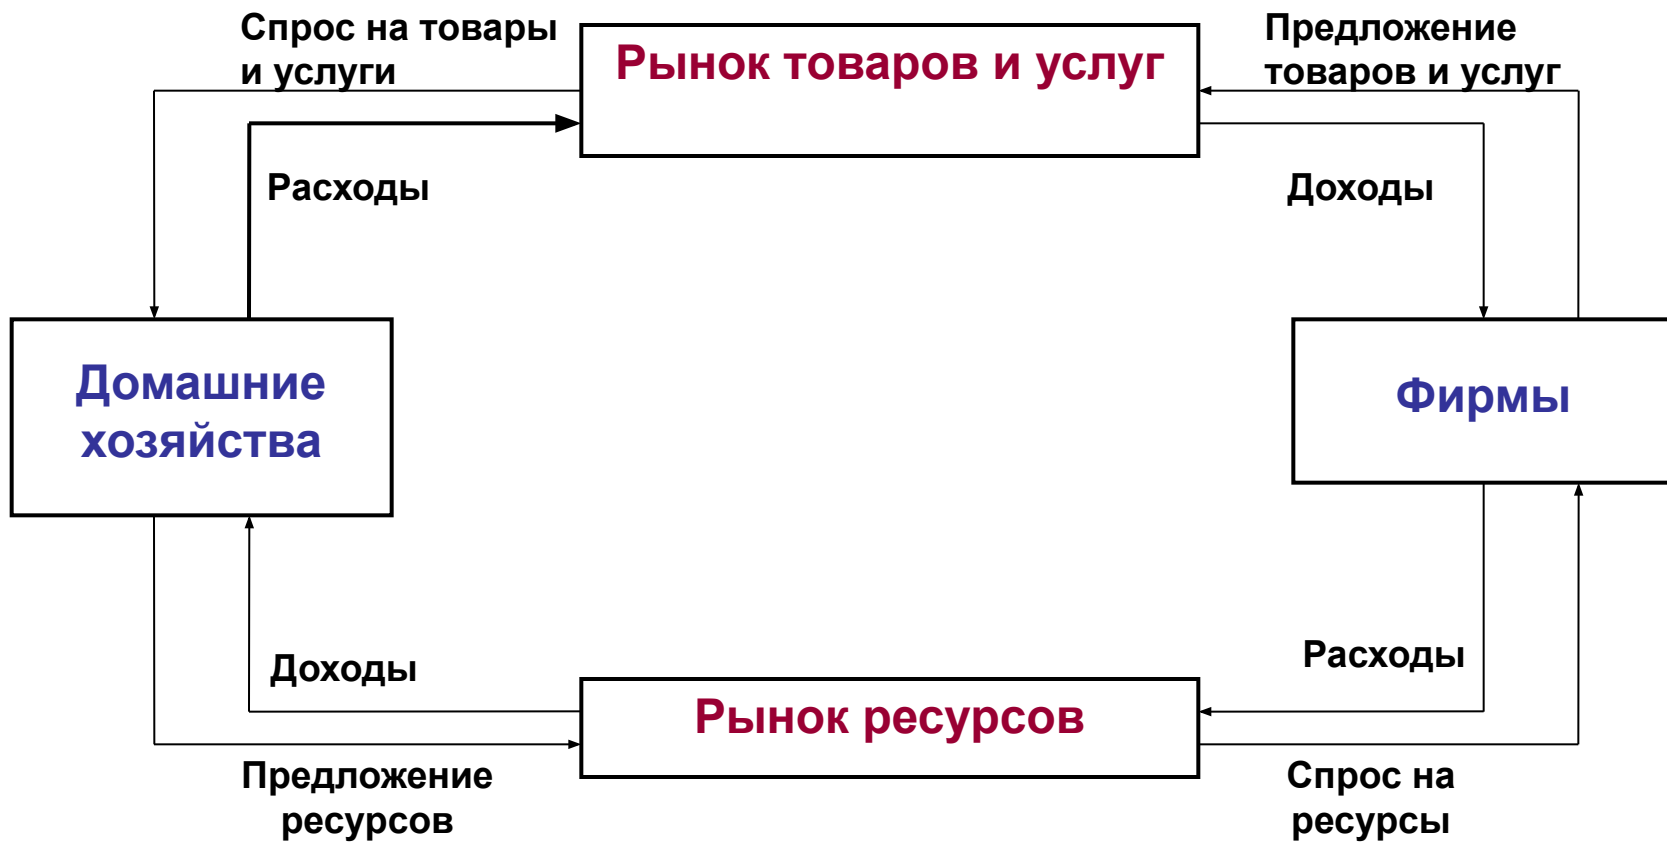 Спрос на товары
и услуги
Рынок товаров и услуг
Предложение
товаров и услуг
Расходы
Доходы
Домашние
хозяйства
Фирмы
Доходы
Расходы
Рынок ресурсов
Предложение
ресурсов
Спрос на
ресурсы